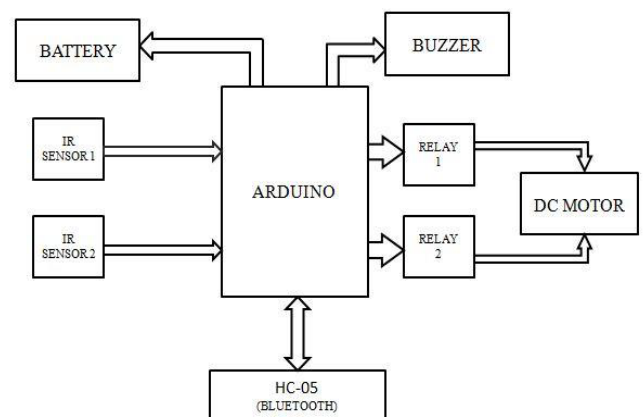 BATTERY
BUZZER
IR
SENSOR 1
ARDUINO
RELAY
1
DC MOTOR
IR
SENSOR 2
RELAY
2
HC-05
(BLUETOOTH)